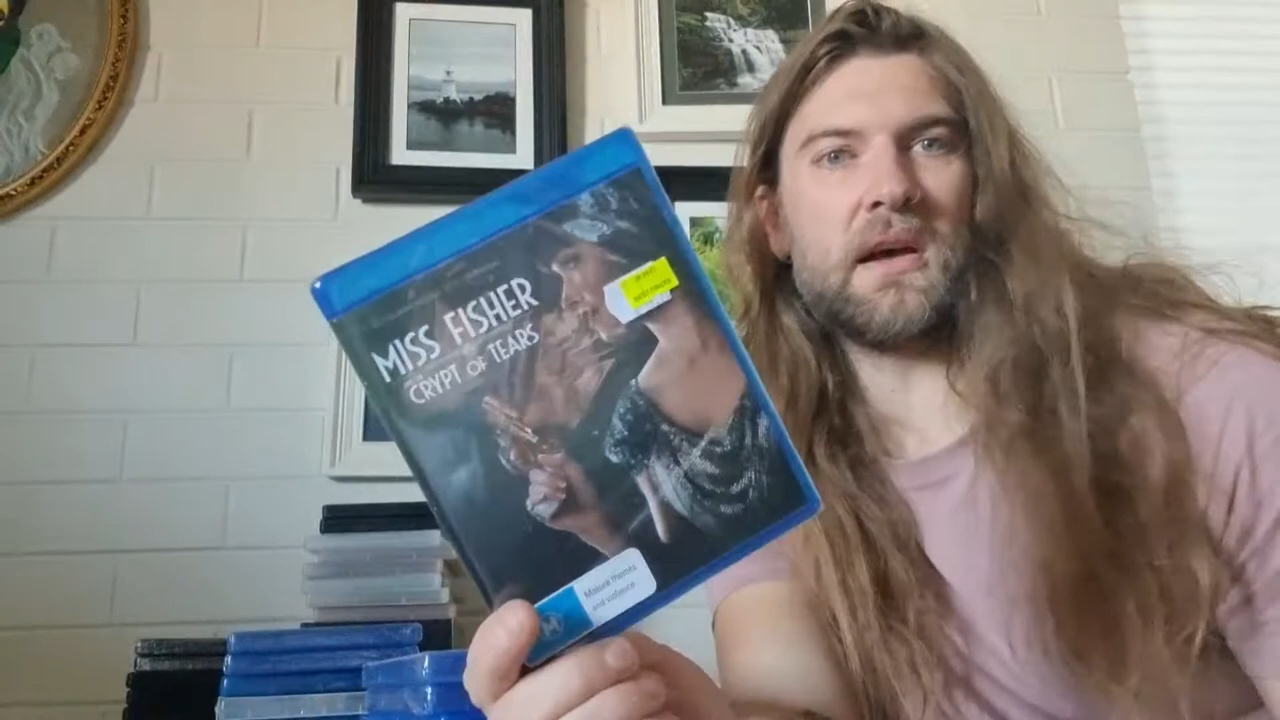 MISS FISHER
CRYPT OF TEARS
M
Mature themes
and violence